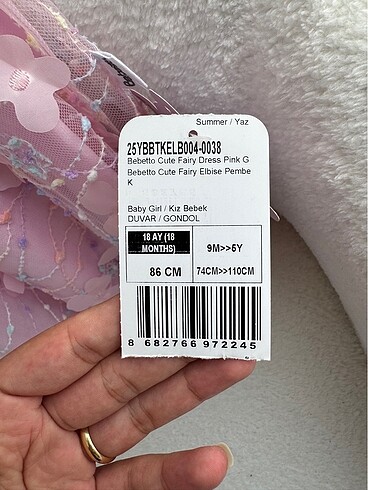 Summer / Yaz
25YBBTKELB004-0038
Bebetto Cute Fairy Dress Pink G
Bebetto Cute Fairy Elbise Pembe
K
Baby Girl / Kız Bebek
DUVAR / GONDOL
18 AY (18 MONTHS)
9M>>5Y
86 CM
74CM>>110CM
8 682766 972245